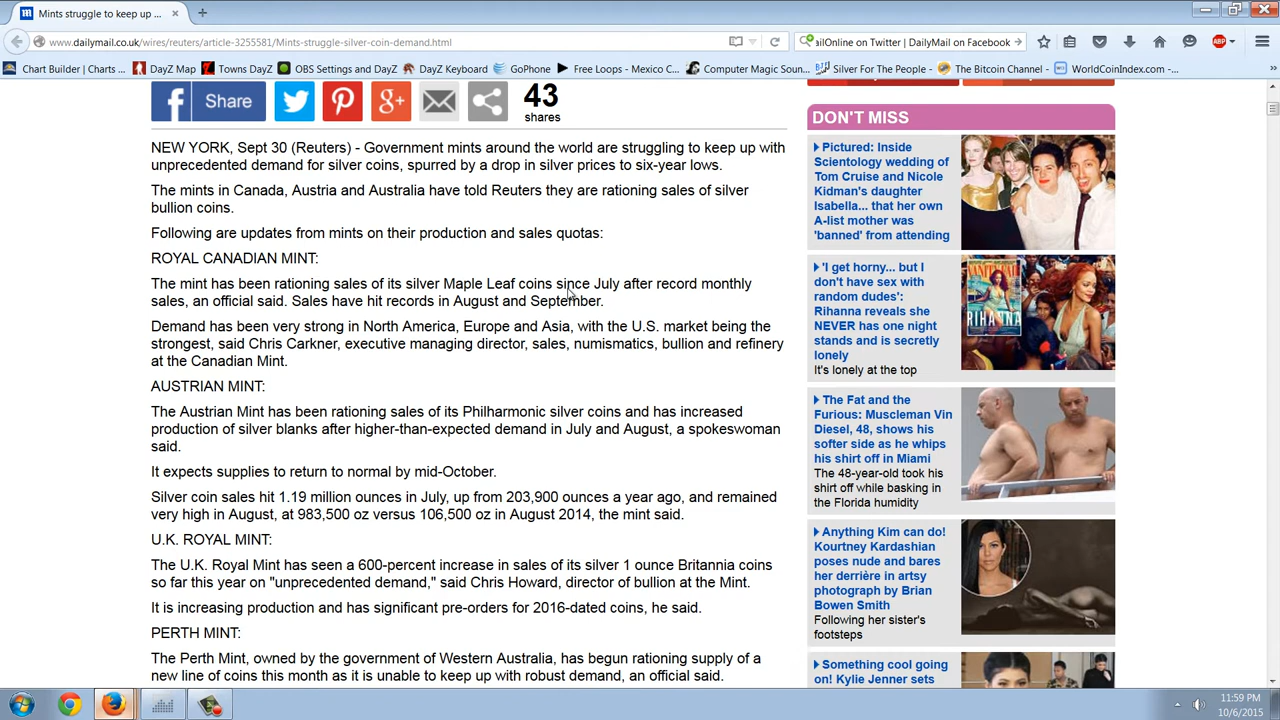 Mints struggle to keep up ...
www.dailymail.co.uk/wires/reuters/article-3255581/Mints-struggle-silver-coin-demand.html
ailOnline on Twitter | DailyMail on Facebook
ABP
Chart Builder | Charts ...
DayZ Map
Towns DayZ
OBS Settings and DayZ
DayZ Keyboard
GoPhone
Free Loops - Mexico C...
Computer Magic Soun...
Silver For The People - ...
The Bitcoin Channel - ...
WorldCoinIndex.com - ...
Share
43
shares
NEW YORK, Sept 30 (Reuters) - Government mints around the world are struggling to keep up with
unprecedented demand for silver coins, spurred by a drop in silver prices to six-year lows.
The mints in Canada, Austria and Australia have told Reuters they are rationing sales of silver
bullion coins.
Following are updates from mints on their production and sales quotas:
ROYAL CANADIAN MINT:
The mint has been rationing sales of its silver Maple Leaf coins since July after record monthly
sales, an official said. Sales have hit records in August and September.
Demand has been very strong in North America, Europe and Asia, with the U.S. market being the
strongest, said Chris Carkner, executive managing director, sales, numismatics, bullion and refinery
at the Canadian Mint.
AUSTRIAN MINT:
The Austrian Mint has been rationing sales of its Philharmonic silver coins and has increased
production of silver blanks after higher-than-expected demand in July and August, a spokeswoman
said.
It expects supplies to return to normal by mid-October.
Silver coin sales hit 1.19 million ounces in July, up from 203,900 ounces a year ago, and remained
very high in August, at 983,500 oz versus 106,500 oz in August 2014, the mint said.
U.K. ROYAL MINT:
The U.K. Royal Mint has seen a 600-percent increase in sales of its silver 1 ounce Britannia coins
so far this year on "unprecedented demand," said Chris Howard, director of bullion at the Mint.
It is increasing production and has significant pre-orders for 2016-dated coins, he said.
PERTH MINT:
The Perth Mint, owned by the government of Western Australia, has begun rationing supply of a
new line of coins this month as it is unable to keep up with robust demand, an official said.
DON'T MISS
Pictured: Inside
Scientology wedding of
Tom Cruise and Nicole
Kidman's daughter
Isabella... that her own
A-list mother was
'banned' from attending
'I get horny... but I
don't have sex with
random dudes':
Rihanna reveals she
NEVER has one night
stands and is secretly
lonely
It's lonely at the top
VANITY FAIR
RIHANNA
The Fat and the
Furious: Muscleman Vin
Diesel, 48, shows his
softer side as he whips
his shirt off in Miami
The 48-year-old took his
shirt off while basking in
the Florida humidity
Anything Kim can do!
Kourtney Kardashian
poses nude and bares
her derrière in artsy
photograph by Brian
Bowen Smith
Following her sister's
footsteps
Something cool going
on! Kylie Jenner sets
11:59 PM
10/6/2015